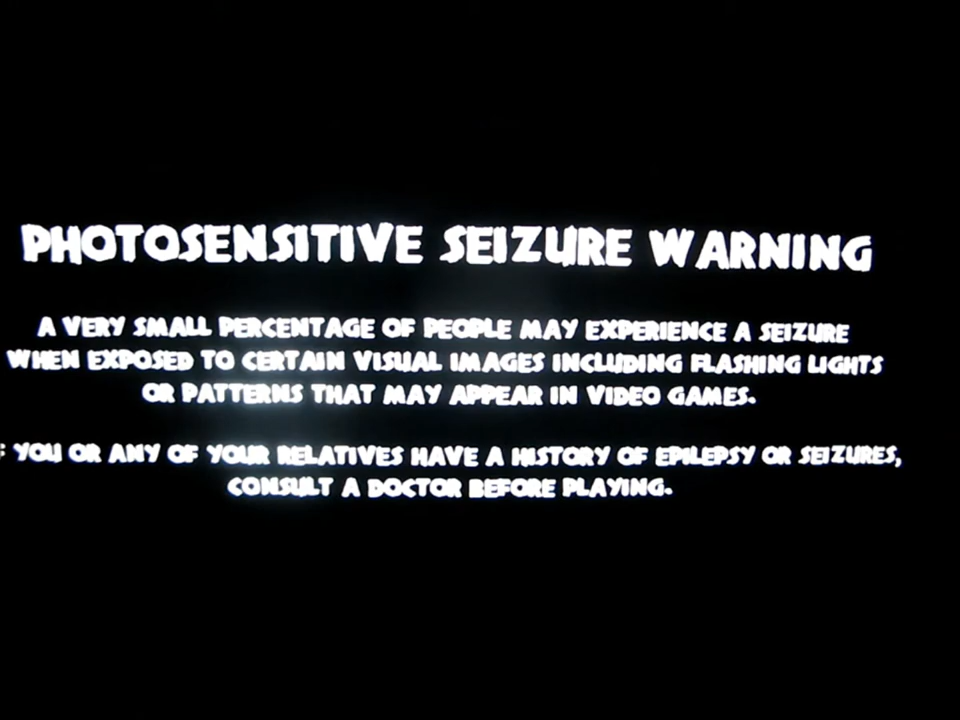 PHOTOSENSITIVE SEIZURE WARNING
A VERY SMALL PERCENTAGE OF PEOPLE MAY EXPERIENCE A SEIZURE
WHEN EXPOSED TO CERTAIN VISUAL IMAGES INCLUDING FLASHING LIGHTS
OR PATTERNS THAT MAY APPEAR IN VIDEO GAMES.
YOU OR ANY OF YOUR RELATIVES HAVE A HISTORY OF EPILEPSY OR SEIZURES,
CONSULT A DOCTOR BEFORE PLAYING.